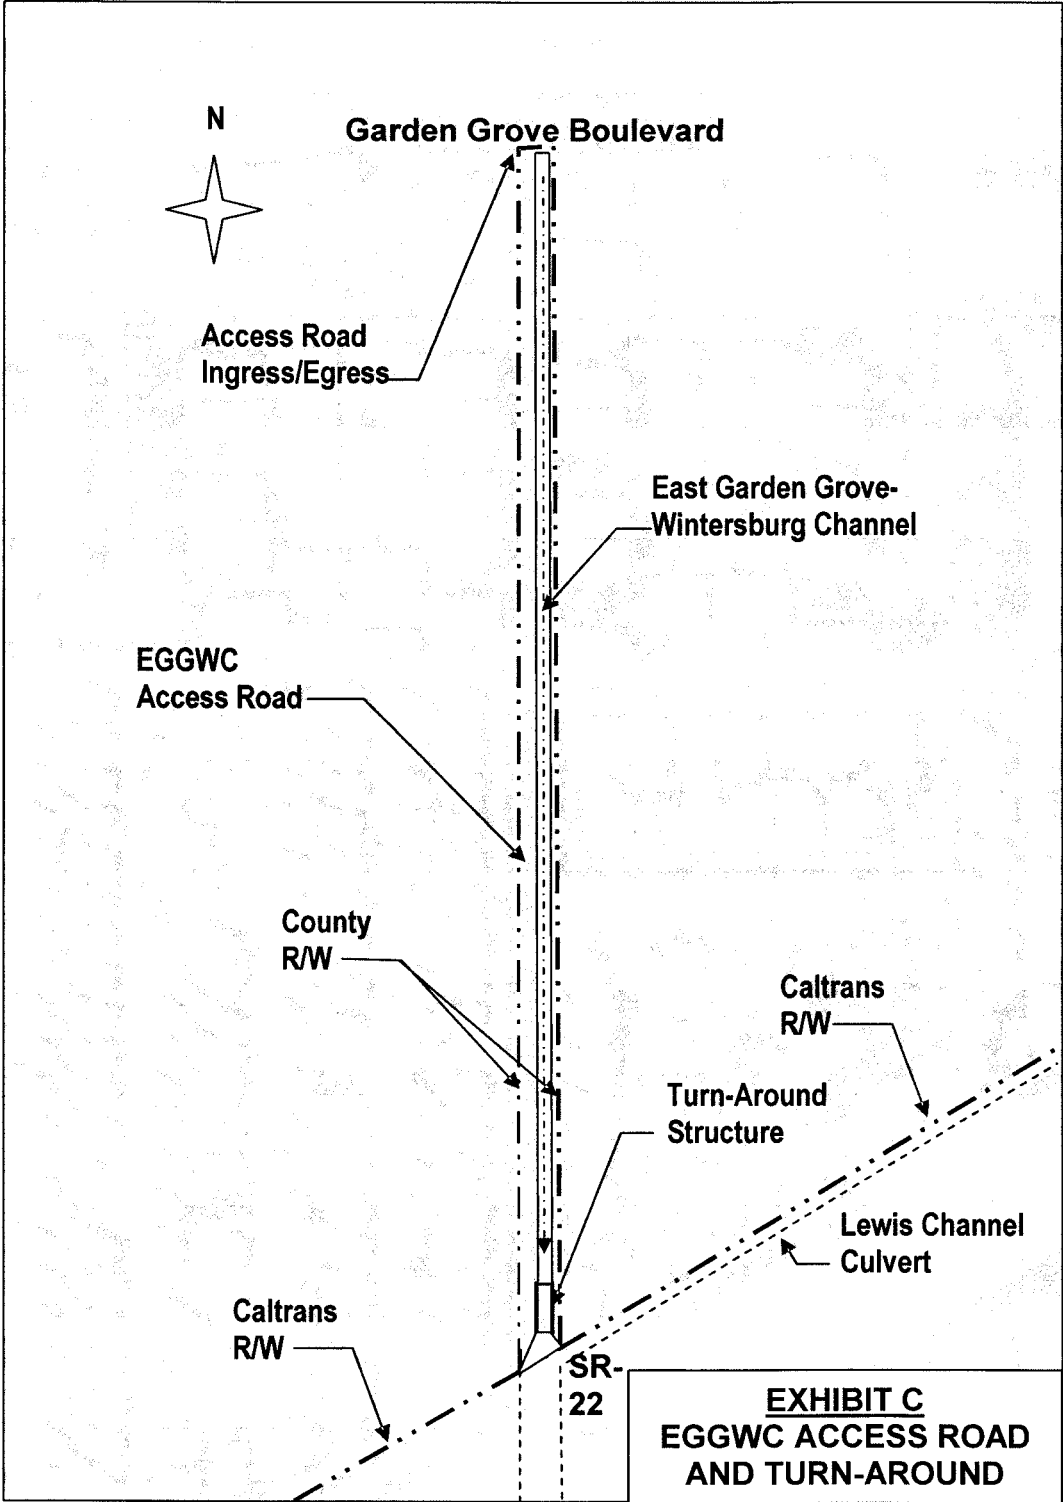 N
Garden Grove Boulevard
Access Road
Ingress/Egress
East Garden Grove-
Wintersburg Channel
EGGWC
Access Road
County
R/W
Caltrans
R/W
Turn-Around
Structure
Lewis Channel
Culvert
Caltrans
R/W
SR-
22
EXHIBIT C
EGGWC ACCESS ROAD
AND TURN-AROUND